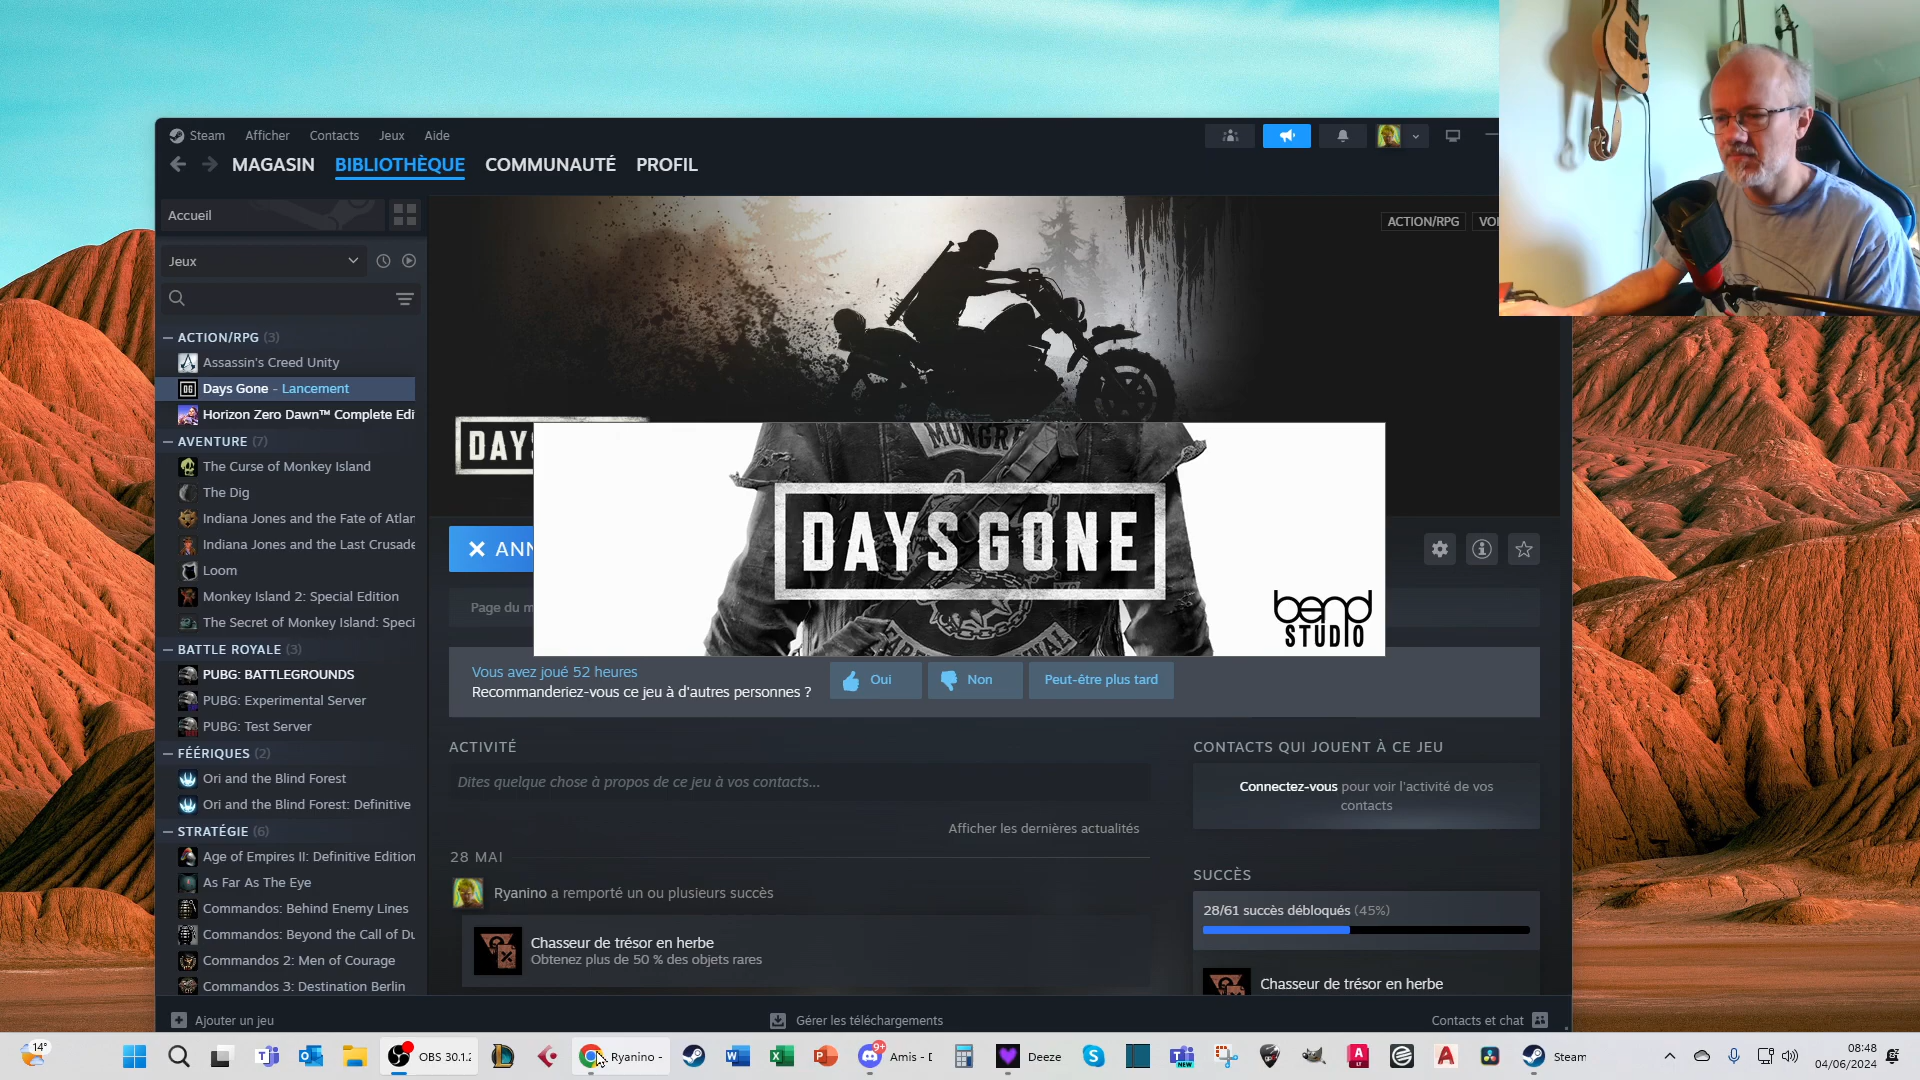 Steam Afficher Contacts Jeux Aide
MAGASIN BIBLIOTHÈQUE COMMUNAUTÉ PROFIL
Accueil
ACTION/RPG
Jeux
ACTION/RPG (3)
Assassin's Creed Unity
Days Gone - Lancement
Horizon Zero Dawn™ Complete Edi
AVENTURE (7)
The Curse of Monkey Island
The Dig
Indiana Jones and the Fate of Atlan
Indiana Jones and the Last Crusade
Loom
Monkey Island 2: Special Edition
The Secret of Monkey Island: Speci
BATTLE ROYALE (3)
PUBG: BATTLEGROUNDS
PUBG: Experimental Server
PUBG: Test Server
FÉÉRIQUES (2)
Ori and the Blind Forest
Ori and the Blind Forest: Definitive
STRATÉGIE (6)
Age of Empires II: Definitive Edition
As Far As The Eye
Commandos: Behind Enemy Lines
Commandos: Beyond the Call of Du
Commandos 2: Men of Courage
Commandos 3: Destination Berlin
DAYS
MONGRE
DAYS GONE
bend
STUDIO
ANN
Page du m
Vous avez joué 52 heures
Recommanderiez-vous ce jeu à d'autres personnes ?
Oui
Non
Peut-être plus tard
ACTIVITÉ
Dites quelque chose à propos de ce jeu à vos contacts...
Afficher les dernières actualités
28 MAI
Ryanino a remporté un ou plusieurs succès
Chasseur de trésor en herbe
Obtenez plus de 50 % des objets rares
CONTACTS QUI JOUENT À CE JEU
Connectez-vous pour voir l'activité de vos
contacts
SUCCÈS
28/61 succès débloqués (45%)
Chasseur de trésor en herbe
Ajouter un jeu
Gérer les téléchargements
Contacts et chat
14°
OBS 30.1.2
Ryanino -
9+
Amis - D
Deeze
NEW
Steam
08:48
04/06/2024